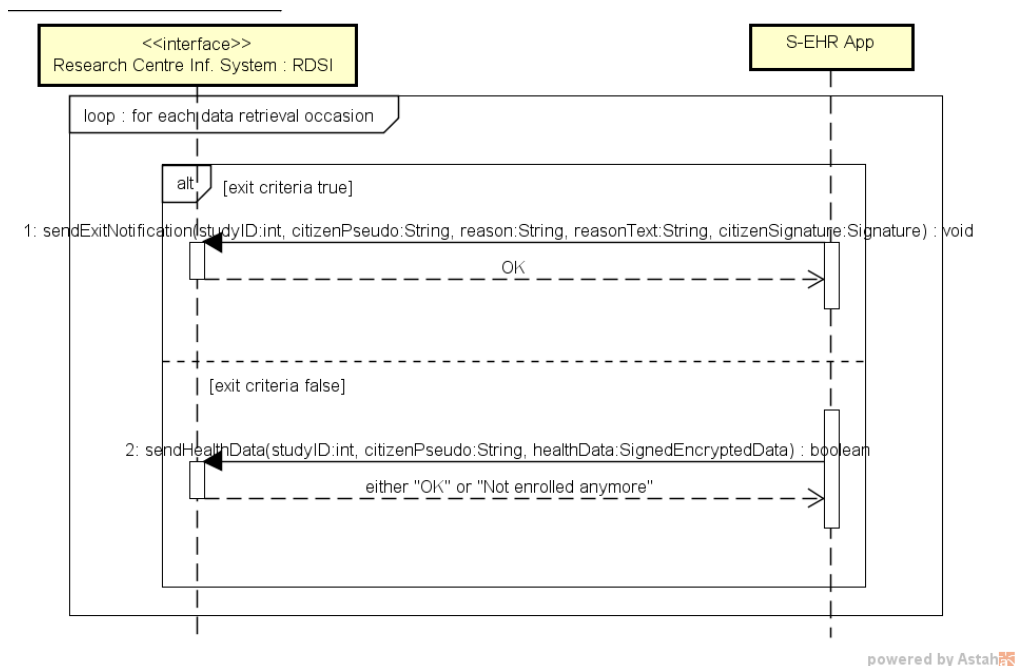 <<interface>>
Research Centre Inf. System : RDSI
S-EHR App
loop : for each data retrieval occasion
alt
[exit criteria true]
1: sendExitNotification(studyID:int, citizenPseudo:String, reason:String, reasonText:String, citizenSignature:Signature) : void
OK
[exit criteria false]
2: sendHealthData(studyID:int, citizenPseudo:String, healthData:SignedEncryptedData) : boolean
either "OK" or "Not enrolled anymore"
powered by Astah